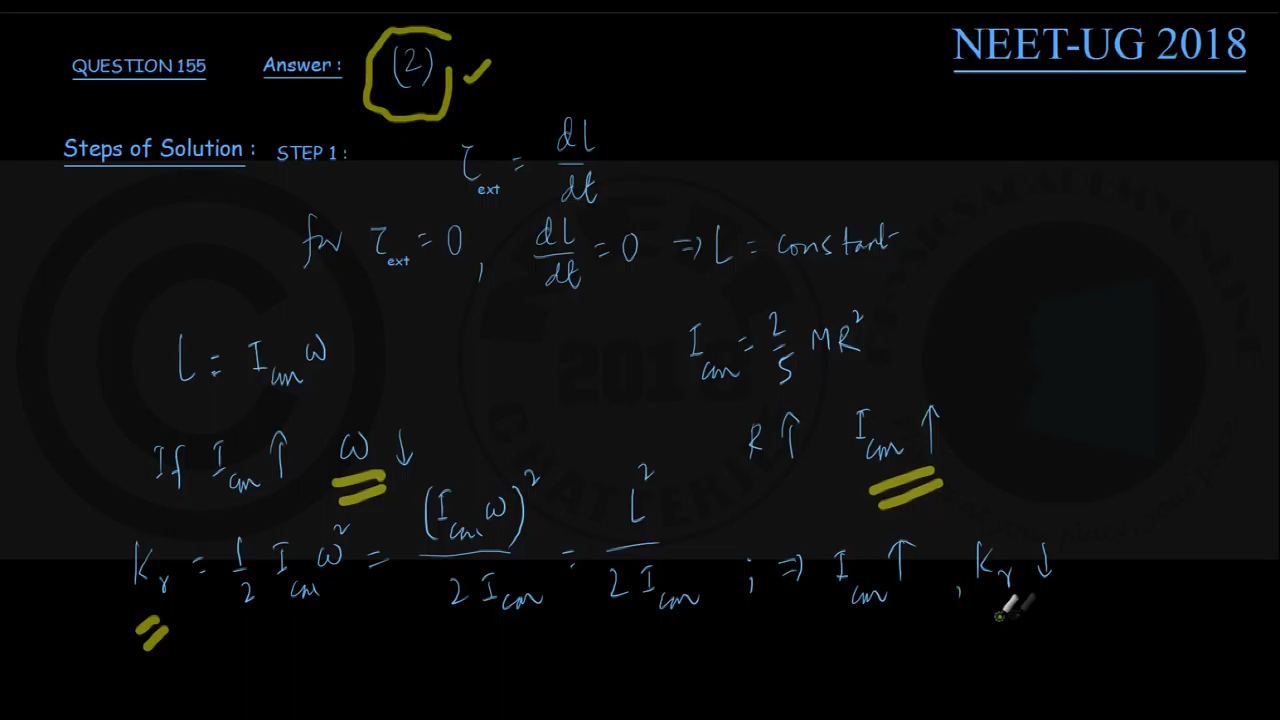 NEET-UG 2018
QUESTION 155 Answer : (2) ✓
Steps of Solution : STEP 1 : τ_ext = dL/dt
for τ_ext = 0, dL/dt = 0 ⇒ L = constant
L = I_cm ω I_cm = 2/5 MR²
If I_cm ↑ ω ↓ R ↑ I_cm ↑
K_r = 1/2 I_cm ω² = (I_cm ω)²/2 I_cm = L²/2 I_cm ; ⇒ I_cm ↑, K_r ↓
2018
CHATTERJE